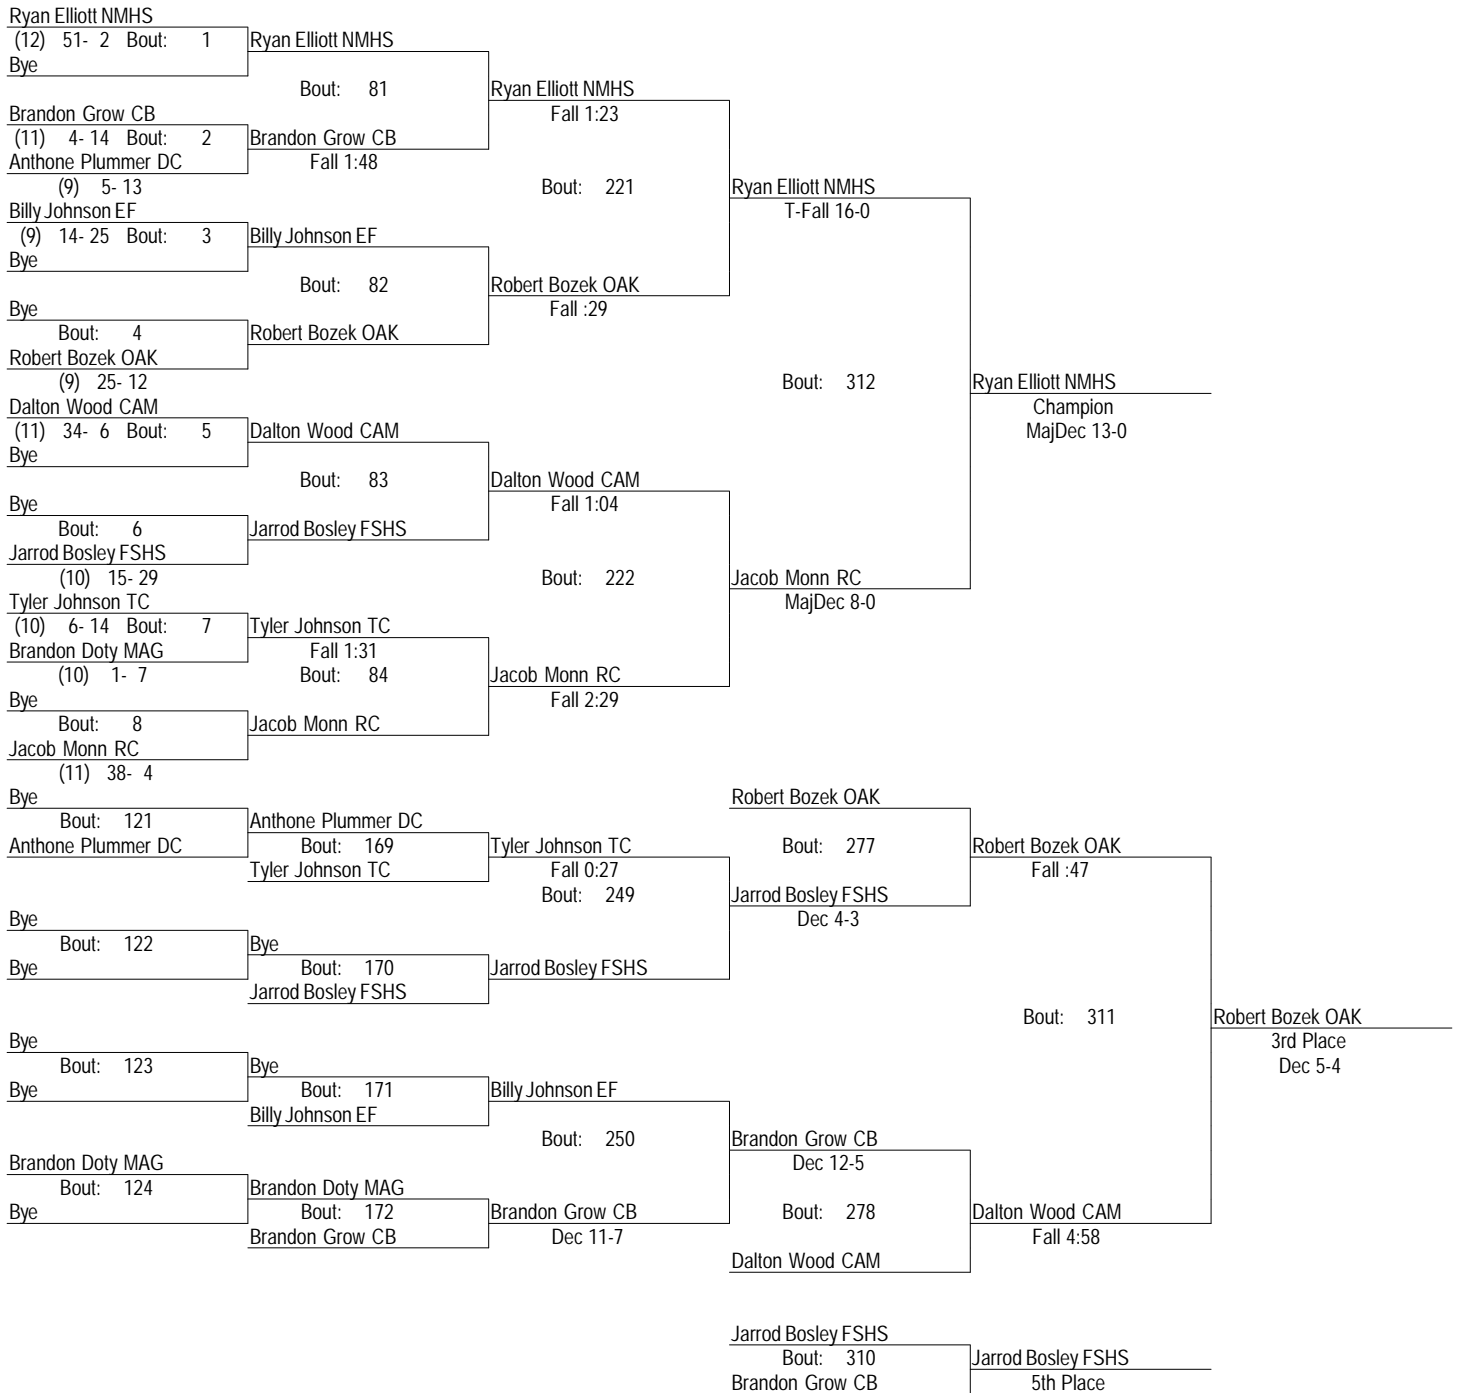 Ryan Elliott NMHS
(12) 51- 2 Bout: 1 Ryan Elliott NMHS
Bye
Bout: 81 Ryan Elliott NMHS
Brandon Grow CB Fall 1:23
(11) 4- 14 Bout: 2 Brandon Grow CB
Anthone Plummer DC Fall 1:48
(9) 5- 13 Bout: 221 Ryan Elliott NMHS
Billy Johnson EF T-Fall 16-0
(9) 14- 25 Bout: 3 Billy Johnson EF
Bye
Bout: 82 Robert Bozek OAK
Bye Fall :29
Bout: 4 Robert Bozek OAK
Robert Bozek OAK
(9) 25- 12 Bout: 312 Ryan Elliott NMHS
Dalton Wood CAM Champion
(11) 34- 6 Bout: 5 Dalton Wood CAM MajDec 13-0
Bye
Bout: 83 Dalton Wood CAM
Bye Fall 1:04
Bout: 6 Jarrod Bosley FSHS
Jarrod Bosley FSHS
(10) 15- 29 Bout: 222 Jacob Monn RC
Tyler Johnson TC MajDec 8-0
(10) 6- 14 Bout: 7 Tyler Johnson TC
Brandon Doty MAG Fall 1:31
(10) 1- 7 Bout: 84 Jacob Monn RC
Bye Fall 2:29
Bout: 8 Jacob Monn RC
Jacob Monn RC
(11) 38- 4
Bye Robert Bozek OAK
Bout: 121 Anthone Plummer DC
Anthone Plummer DC Bout: 169 Tyler Johnson TC Bout: 277 Robert Bozek OAK
Tyler Johnson TC Fall 0:27 Fall :47
Bout: 249 Jarrod Bosley FSHS
Bye Dec 4-3
Bout: 122 Bye
Bye Bout: 170 Jarrod Bosley FSHS
Jarrod Bosley FSHS
Bout: 311 Robert Bozek OAK
Bye 3rd Place
Bout: 123 Bye Dec 5-4
Bye Bout: 171 Billy Johnson EF
Billy Johnson EF
Bout: 250 Brandon Grow CB
Brandon Doty MAG Dec 12-5
Bout: 124 Brandon Doty MAG
Bye Bout: 172 Brandon Grow CB Bout: 278 Dalton Wood CAM
Brandon Grow CB Dec 11-7 Fall 4:58
Dalton Wood CAM
Jarrod Bosley FSHS
Bout: 310 Jarrod Bosley FSHS
Brandon Grow CB 5th Place